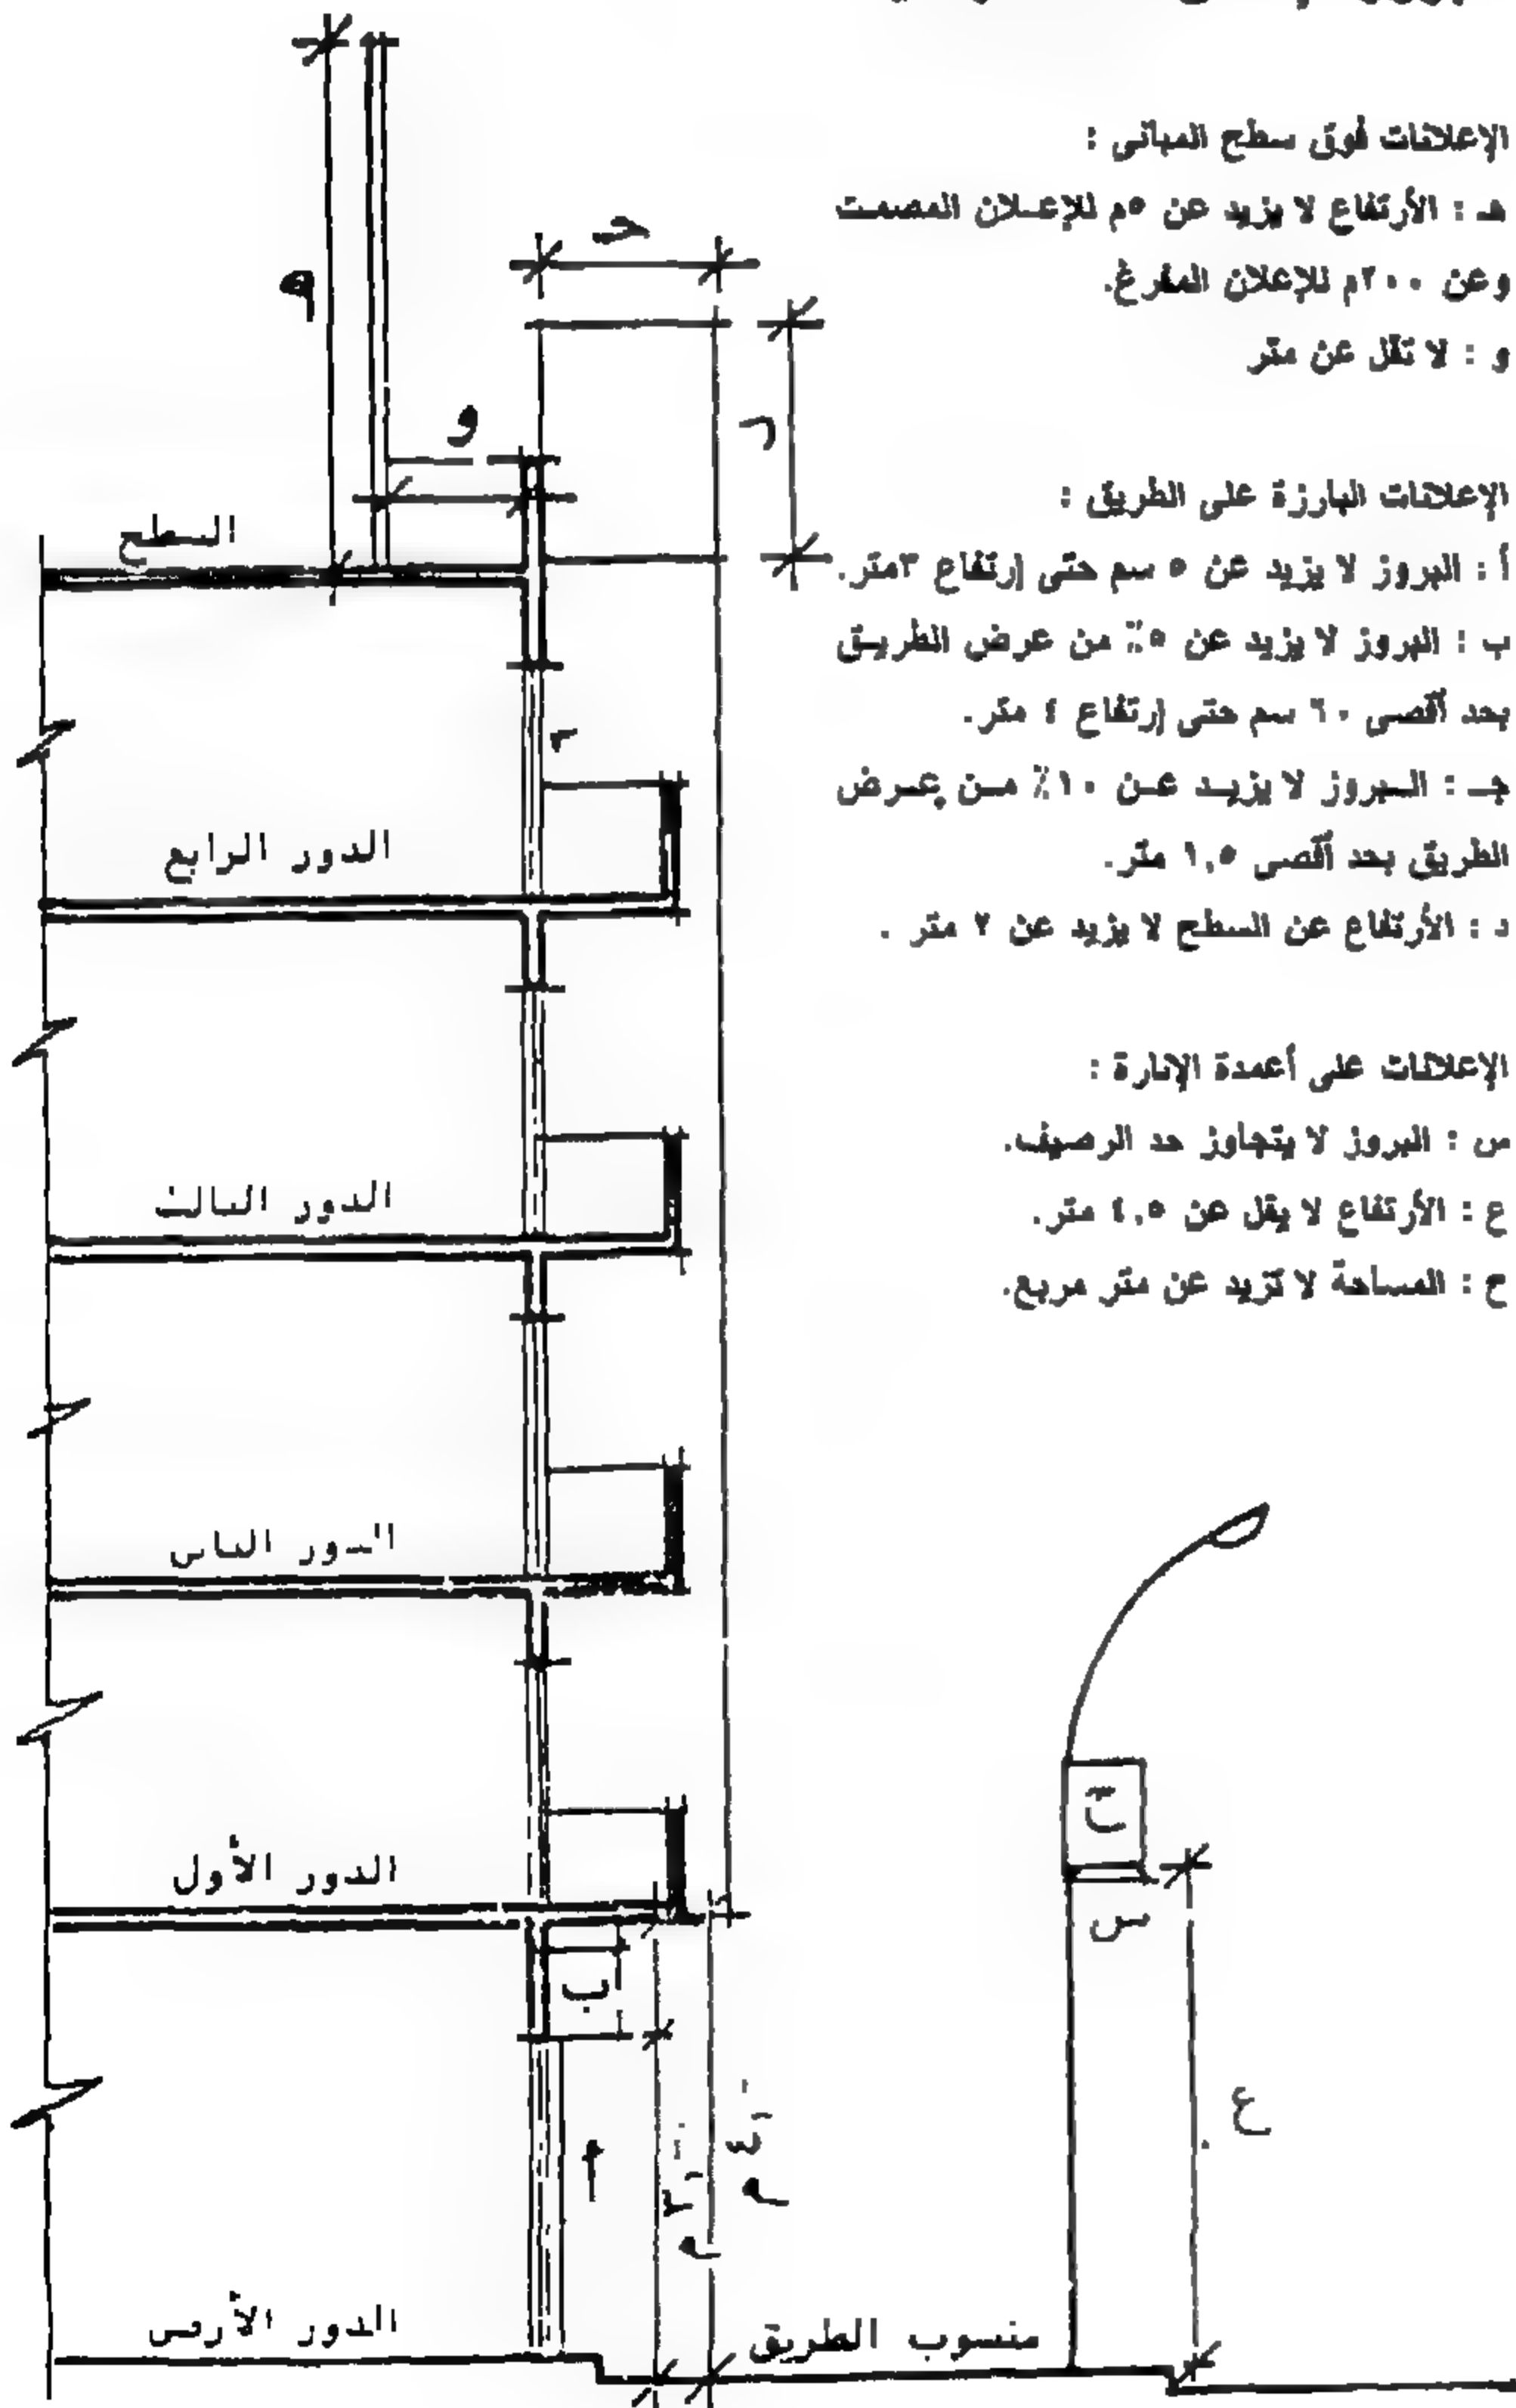 الإعلانات فوق سطح المبانى :
هـ : الأرتفاع لا يزيد عن ٥م للإعلان المصمت
وعن ٢٠٠م للإعلان المفرغ.
و : لا تقل عن متر
الإعلانات البارزة على الطريق :
أ : البروز لا يزيد عن ٥ سم حتى إرتفاع ٣متر.
ب : البروز لا يزيد عن ٥٪ من عرض الطريق
بحد أقصى ٦٠ سم حتى إرتفاع ٤ متر.
جـ : البروز لا يزيد عن ١٠٪ من عرض
الطريق بحد أقصى ١,٥ متر.
د : الأرتفاع عن السطح لا يزيد عن ٢ متر .
الإعلانات على أعمدة الإنارة :
س : البروز لا يتجاوز حد الرصيف.
ع : الأرتفاع لا يقل عن ٤,٥ متر.
ح : المساحة لا تزيد عن متر مربع.
حـ
هـ
د
و
السطح
الدور الرابع
الدور الثالث
الدور الثانى
الدور الأول
ح
س
ب
ع
أ
الدور الأرضى
منسوب الطريق